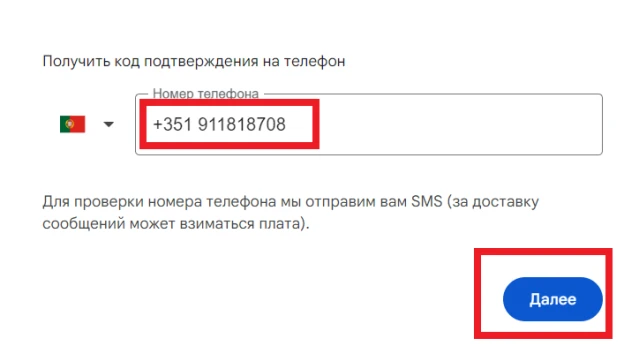 Получить код подтверждения на телефон
Номер телефона
+351 911818708
Для проверки номера телефона мы отправим вам SMS (за доставку
сообщений может взиматься плата).
Далее